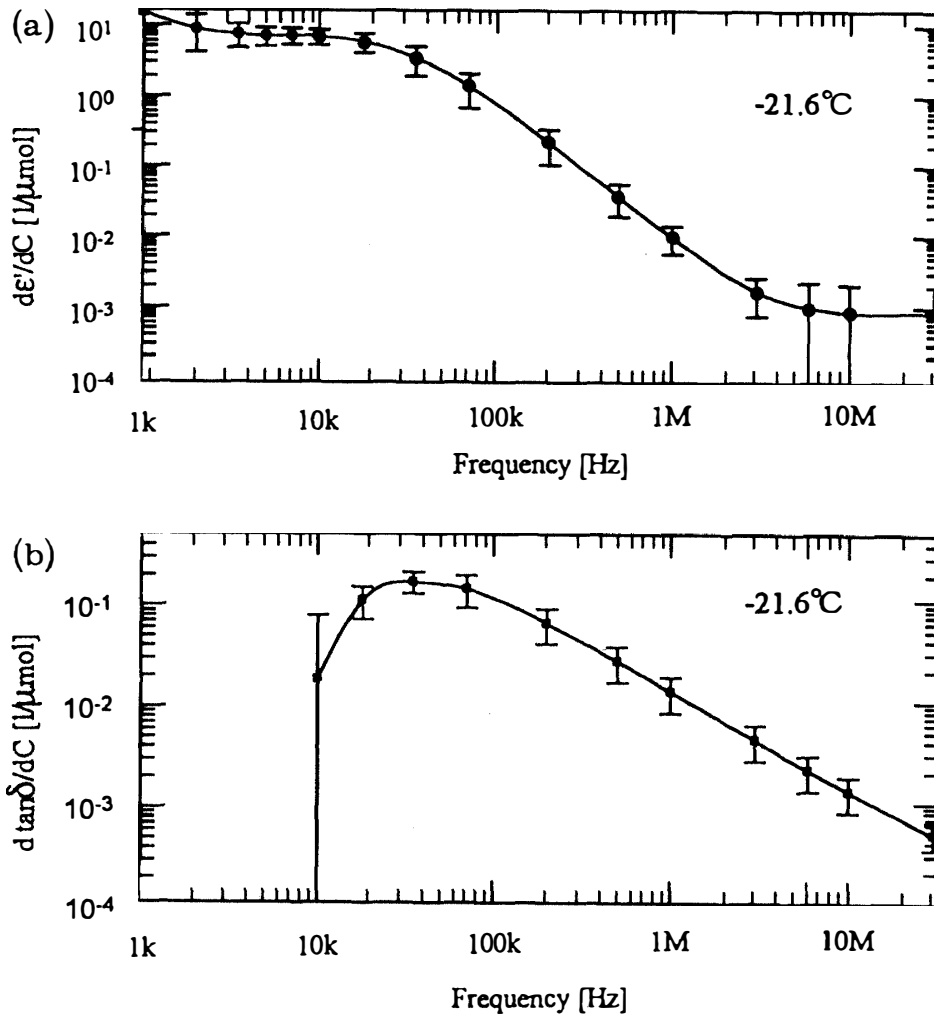 (a)
10¹
10⁰
10⁻¹
10⁻²
10⁻³
10⁻⁴
dε'/dC [1/μmol]
-21.6°C
1k 10k 100k 1M 10M
Frequency [Hz]
(b)
10⁻¹
10⁻²
10⁻³
10⁻⁴
d tanδ/dC [1/μmol]
-21.6°C
1k 10k 100k 1M 10M
Frequency [Hz]